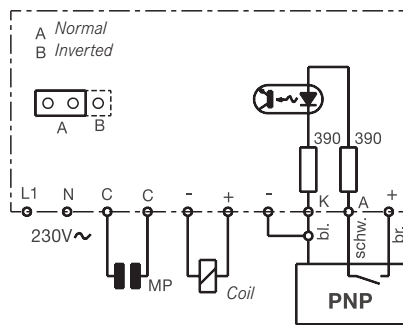 A Normal
B Inverted
A B
390 390
L1 N C C - + - K A +
230V~
MP
Coil
bl.
schw.
br.
PNP